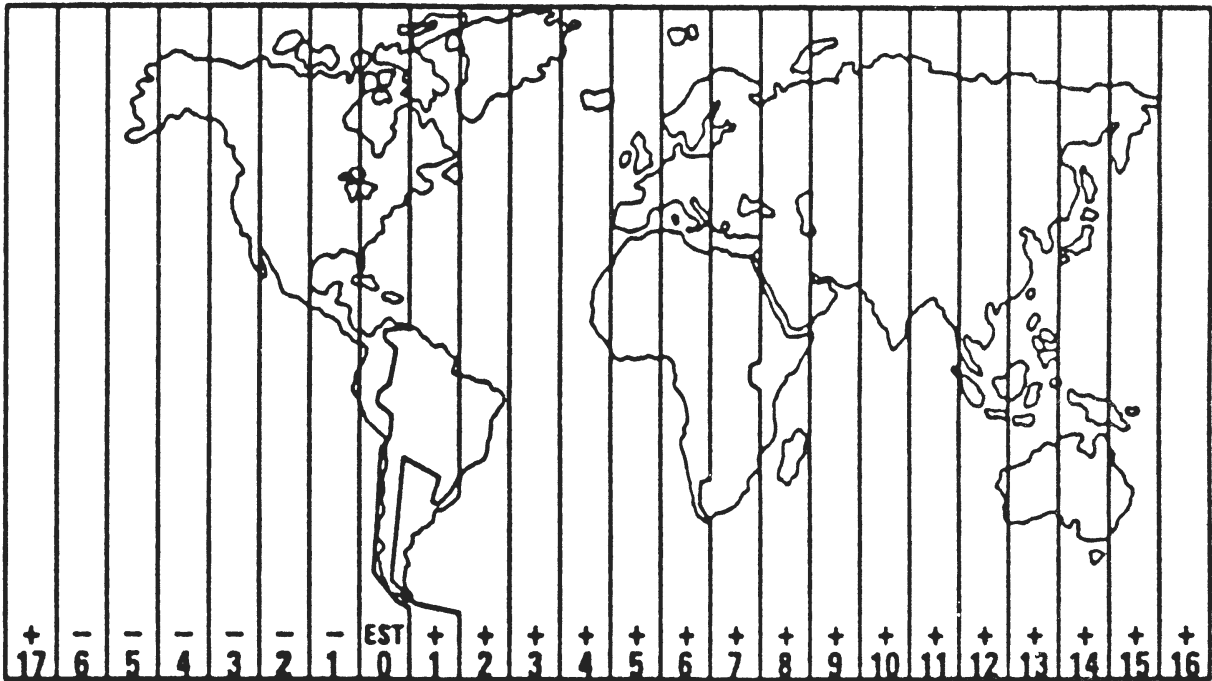 + − − − − − − EST + + + + + + + + + + + + + + + +
17 6 5 4 3 2 1 0 1 2 3 4 5 6 7 8 9 10 11 12 13 14 15 16